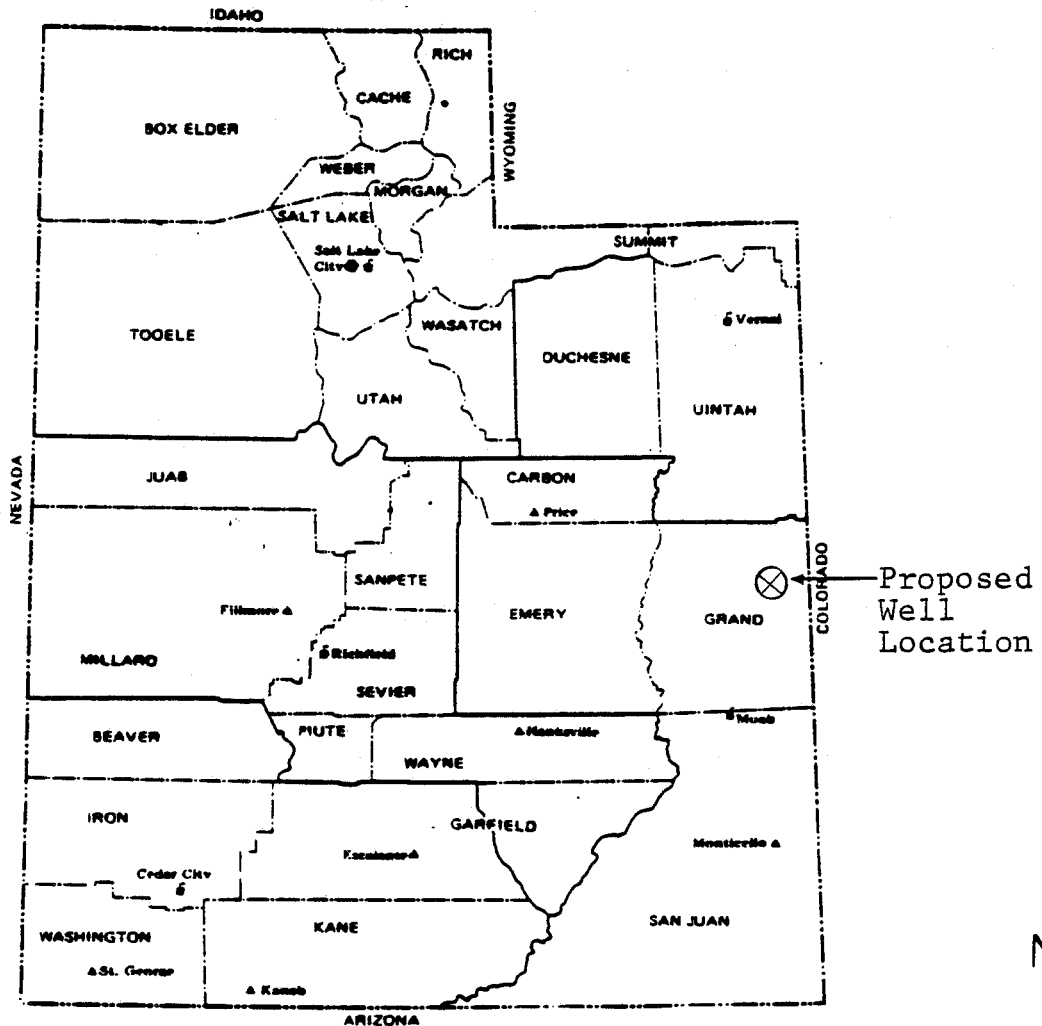 IDAHO
RICH
CACHE
BOX ELDER
WYOMING
WEBER
MORGAN
SALT LAKE
SUMMIT
Salt Lake
City
Vernal
WASATCH
TOOELE
DUCHESNE
UTAH
UINTAH
JUAB
CARBON
NEVADA
Price
COLORADO
SANPETE
Proposed
Well
Location
EMERY
GRAND
Fillmore
Richfield
MILLARD
SEVIER
Moab
BEAVER
PIUTE
Hanksville
WAYNE
IRON
GARFIELD
Escalante
Monticello
Cedar City
SAN JUAN
KANE
WASHINGTON
N
St. George
Kanab
ARIZONA